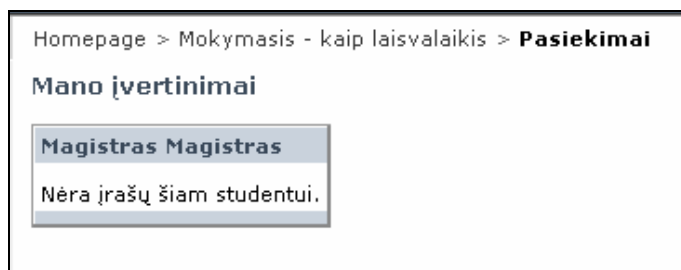 Homepage > Mokymasis - kaip laisvalaikis > Pasiekimai
Mano įvertinimai
Magistras Magistras
Nėra įrašų šiam studentui.